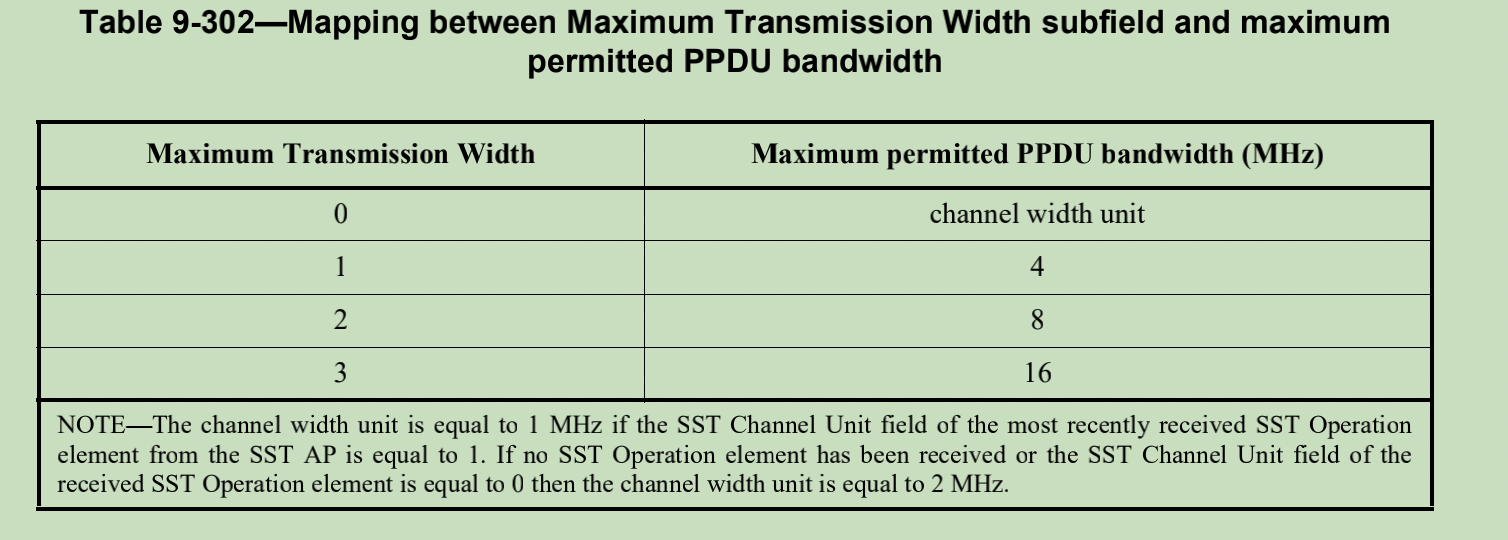 Table 9-302—Mapping between Maximum Transmission Width subfield and maximum
permitted PPDU bandwidth
Maximum Transmission Width Maximum permitted PPDU bandwidth (MHz)
0 channel width unit
1 4
2 8
3 16
NOTE—The channel width unit is equal to 1 MHz if the SST Channel Unit field of the most recently received SST Operation
element from the SST AP is equal to 1. If no SST Operation element has been received or the SST Channel Unit field of the
received SST Operation element is equal to 0 then the channel width unit is equal to 2 MHz.